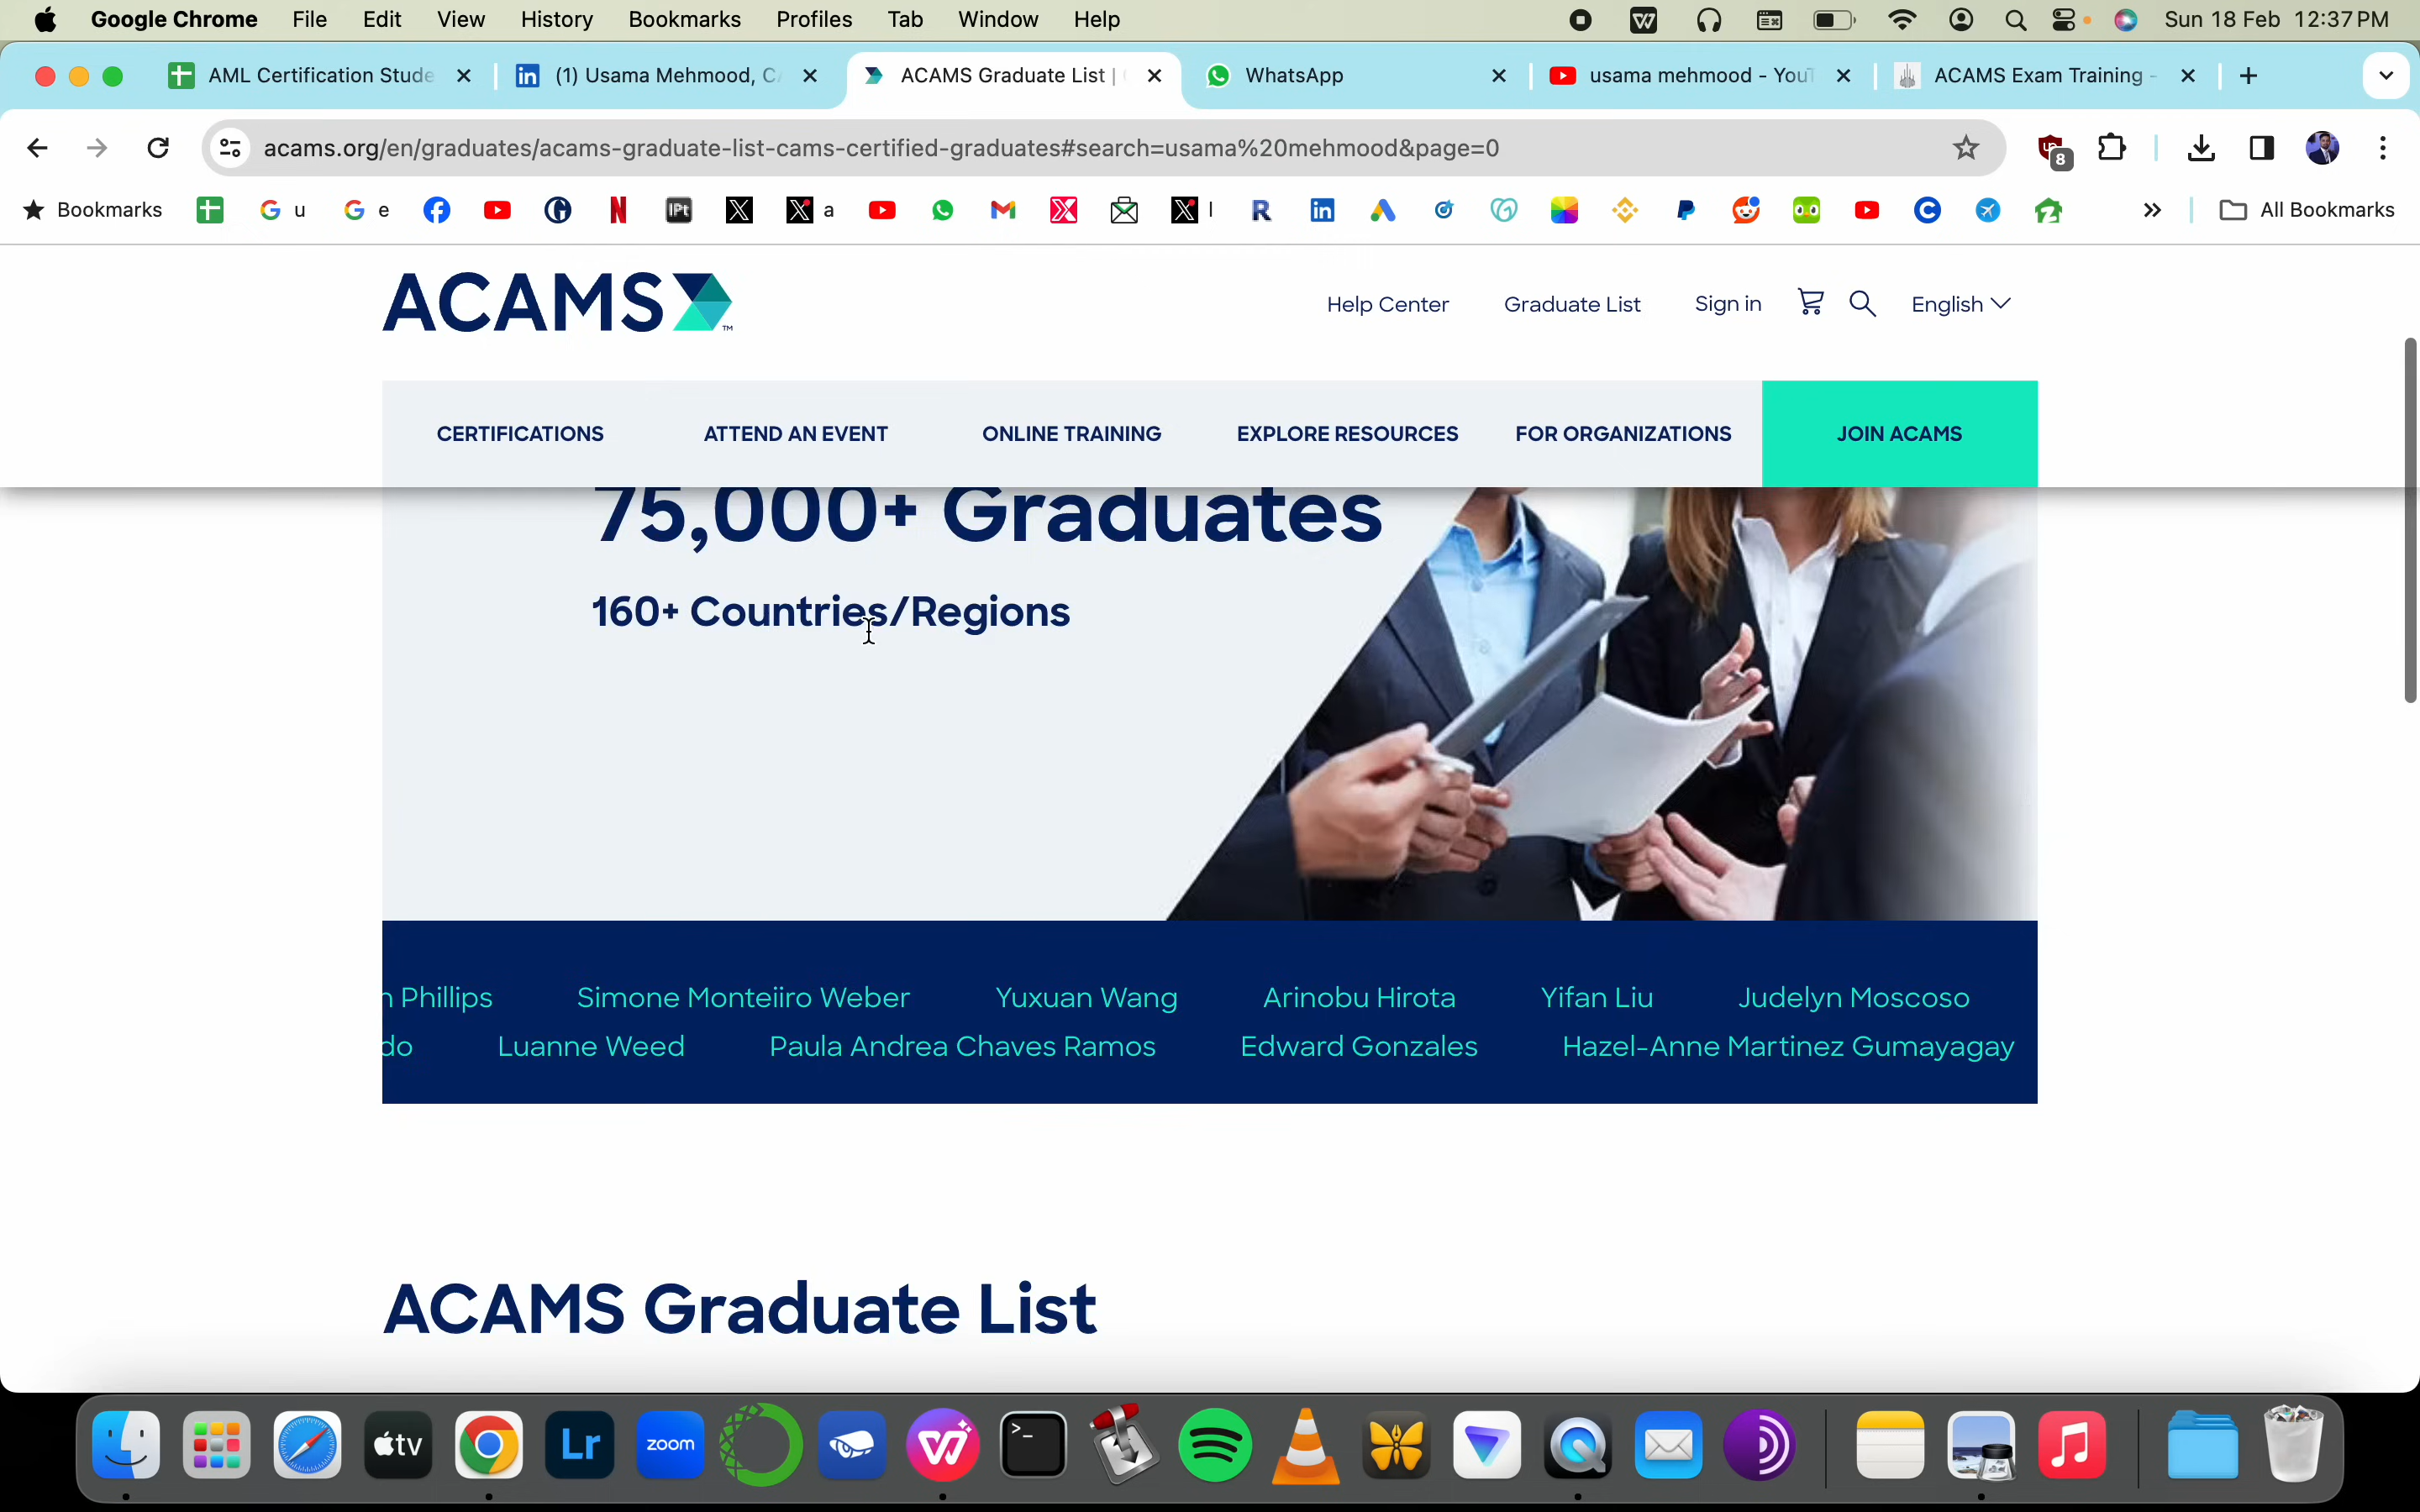 Google Chrome File Edit View History Bookmarks Profiles Tab Window Help Sun 18 Feb 12:37 PM
AML Certification Stude (1) Usama Mehmood, C ACAMS Graduate List | WhatsApp usama mehmood - You ACAMS Exam Training -
acams.org/en/graduates/acams-graduate-list-cams-certified-graduates#search=usama%20mehmood&page=0 8
Bookmarks u e a l All Bookmarks
ACAMS™ Help Center Graduate List Sign in English
CERTIFICATIONS ATTEND AN EVENT ONLINE TRAINING EXPLORE RESOURCES FOR ORGANIZATIONS JOIN ACAMS
75,000+ Graduates
160+ Countries/Regions
Phillips Simone Monteiiro Weber Yuxuan Wang Arinobu Hirota Yifan Liu Judelyn Moscoso
do Luanne Weed Paula Andrea Chaves Ramos Edward Gonzales Hazel-Anne Martinez Gumayagay
ACAMS Graduate List
tv Lr zoom